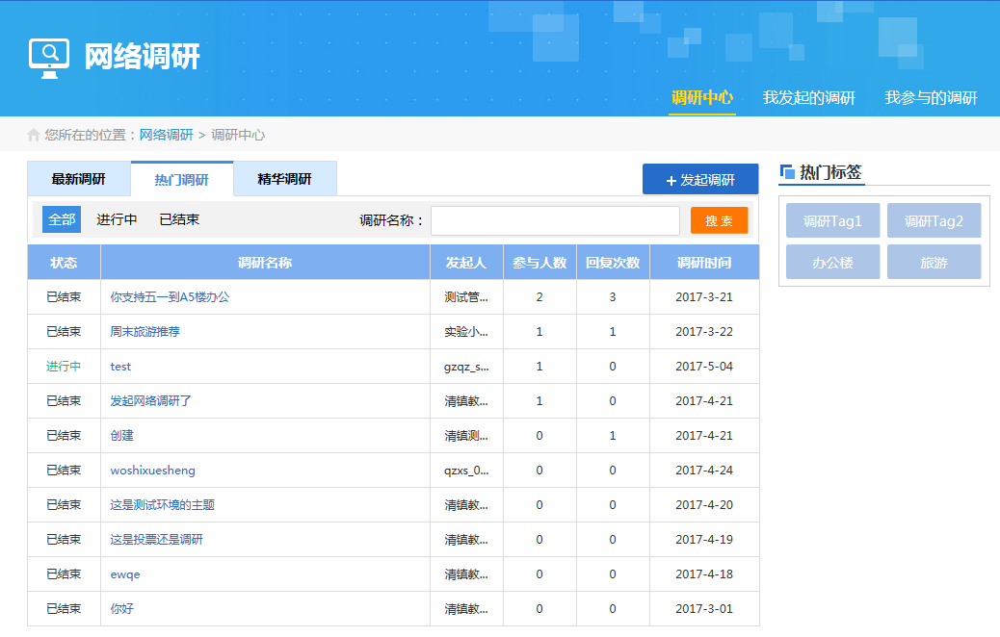 网络调研
调研中心 我发起的调研 我参与的调研
您所在的位置：网络调研 > 调研中心
最新调研 热门调研 精华调研 +发起调研
全部 进行中 已结束 调研名称： 搜 索
状态 调研名称 发起人 参与人数 回复次数 调研时间
已结束 你支持五一到A5楼办公 测试管... 2 3 2017-3-21
已结束 周末旅游推荐 实验小... 1 1 2017-3-22
进行中 test gzqz_s... 1 0 2017-5-04
已结束 发起网络调研了 清镇教... 1 0 2017-4-21
已结束 创建 清镇测... 0 1 2017-4-21
已结束 woshixuesheng qzxs_0... 0 0 2017-4-24
已结束 这是测试环境的主题 清镇教... 0 0 2017-4-20
已结束 这是投票还是调研 清镇教... 0 0 2017-4-19
已结束 ewqe 清镇教... 0 0 2017-4-18
已结束 你好 清镇教... 0 0 2017-3-01
热门标签
调研Tag1 调研Tag2
办公楼 旅游